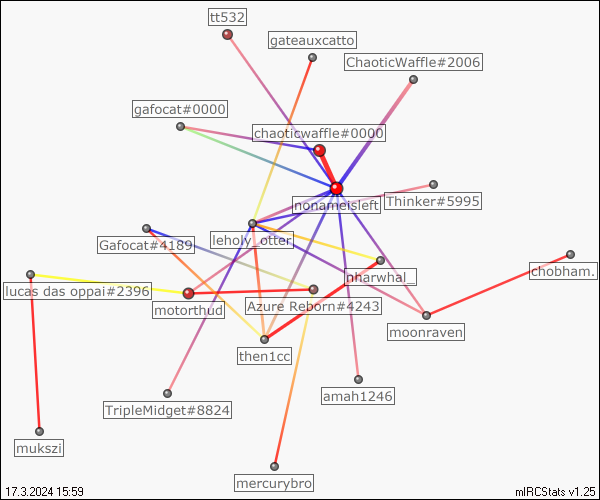 tt532
gateauxcatto
ChaoticWaffle#2006
gafocat#0000
chaoticwaffle#0000
nonameisleft
Thinker#5995
leholy_otter
Gafocat#4189
nharwhal_
chobham.
lucas das oppai#2396
motorthud
Azure Reborn#4243
moonraven
then1cc
amah1246
TripleMidget#8824
mukszi
mercurybro
17.3.2024 15:59
mIRCStats v1.25